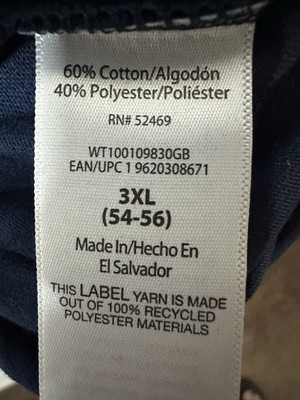 60% Cotton/Algodón
40% Polyester/Poliéster
RN# 52469
WT100109830GB
EAN/UPC 1 9620308671
3XL
(54-56)
Made In/Hecho En
El Salvador
THIS LABEL YARN IS MADE
OUT OF 100% RECYCLED
POLYESTER MATERIALS